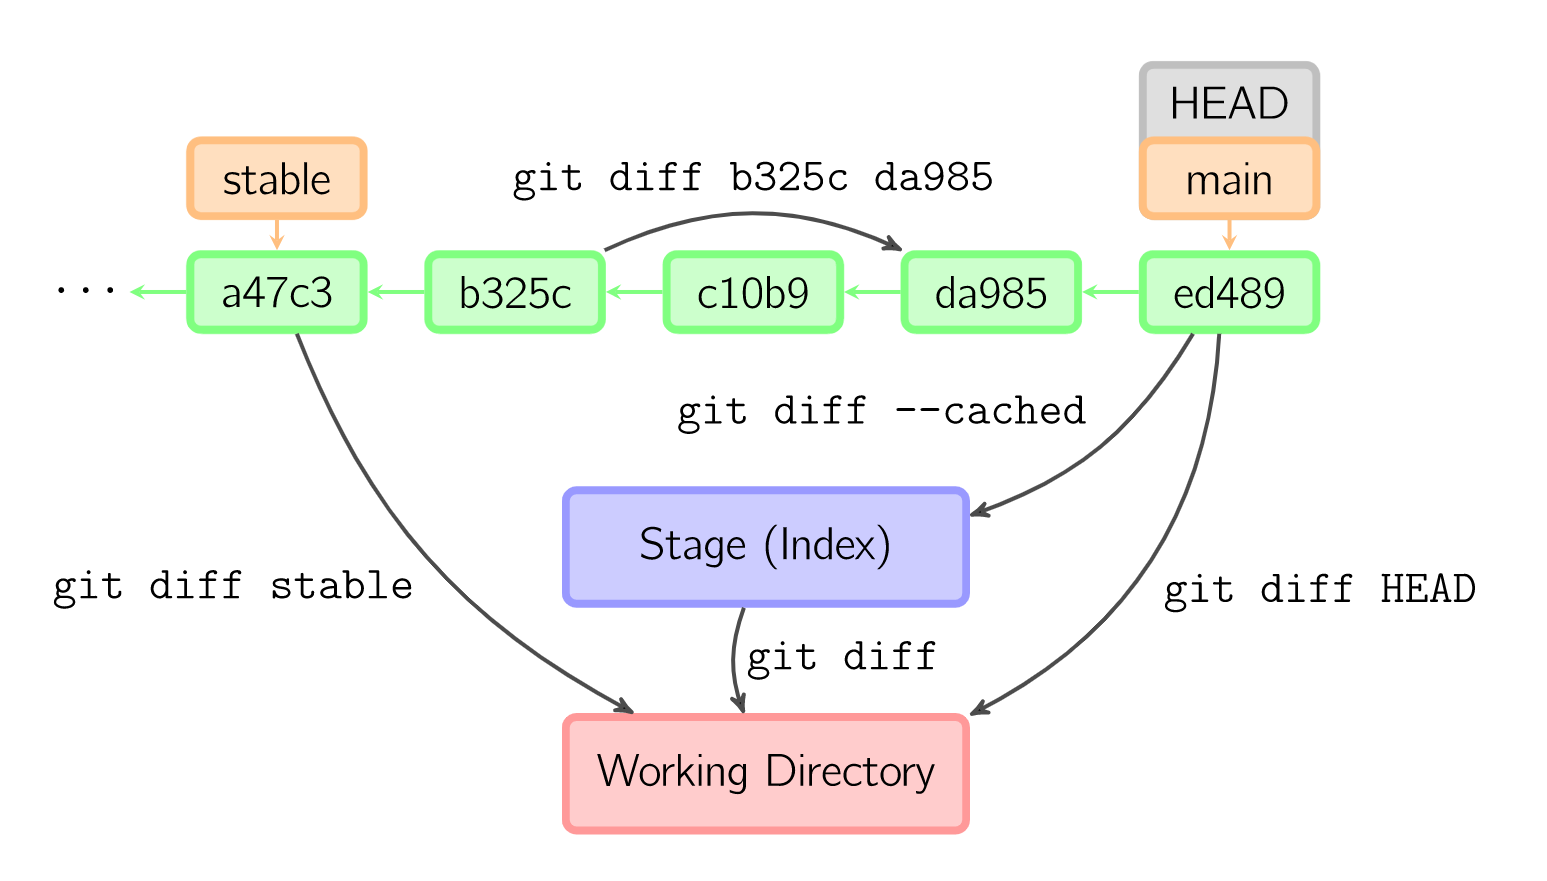 HEAD
stable
git diff b325c da985
main
...
a47c3
b325c
c10b9
da985
ed489
git diff --cached
Stage (Index)
git diff stable
git diff HEAD
git diff
Working Directory